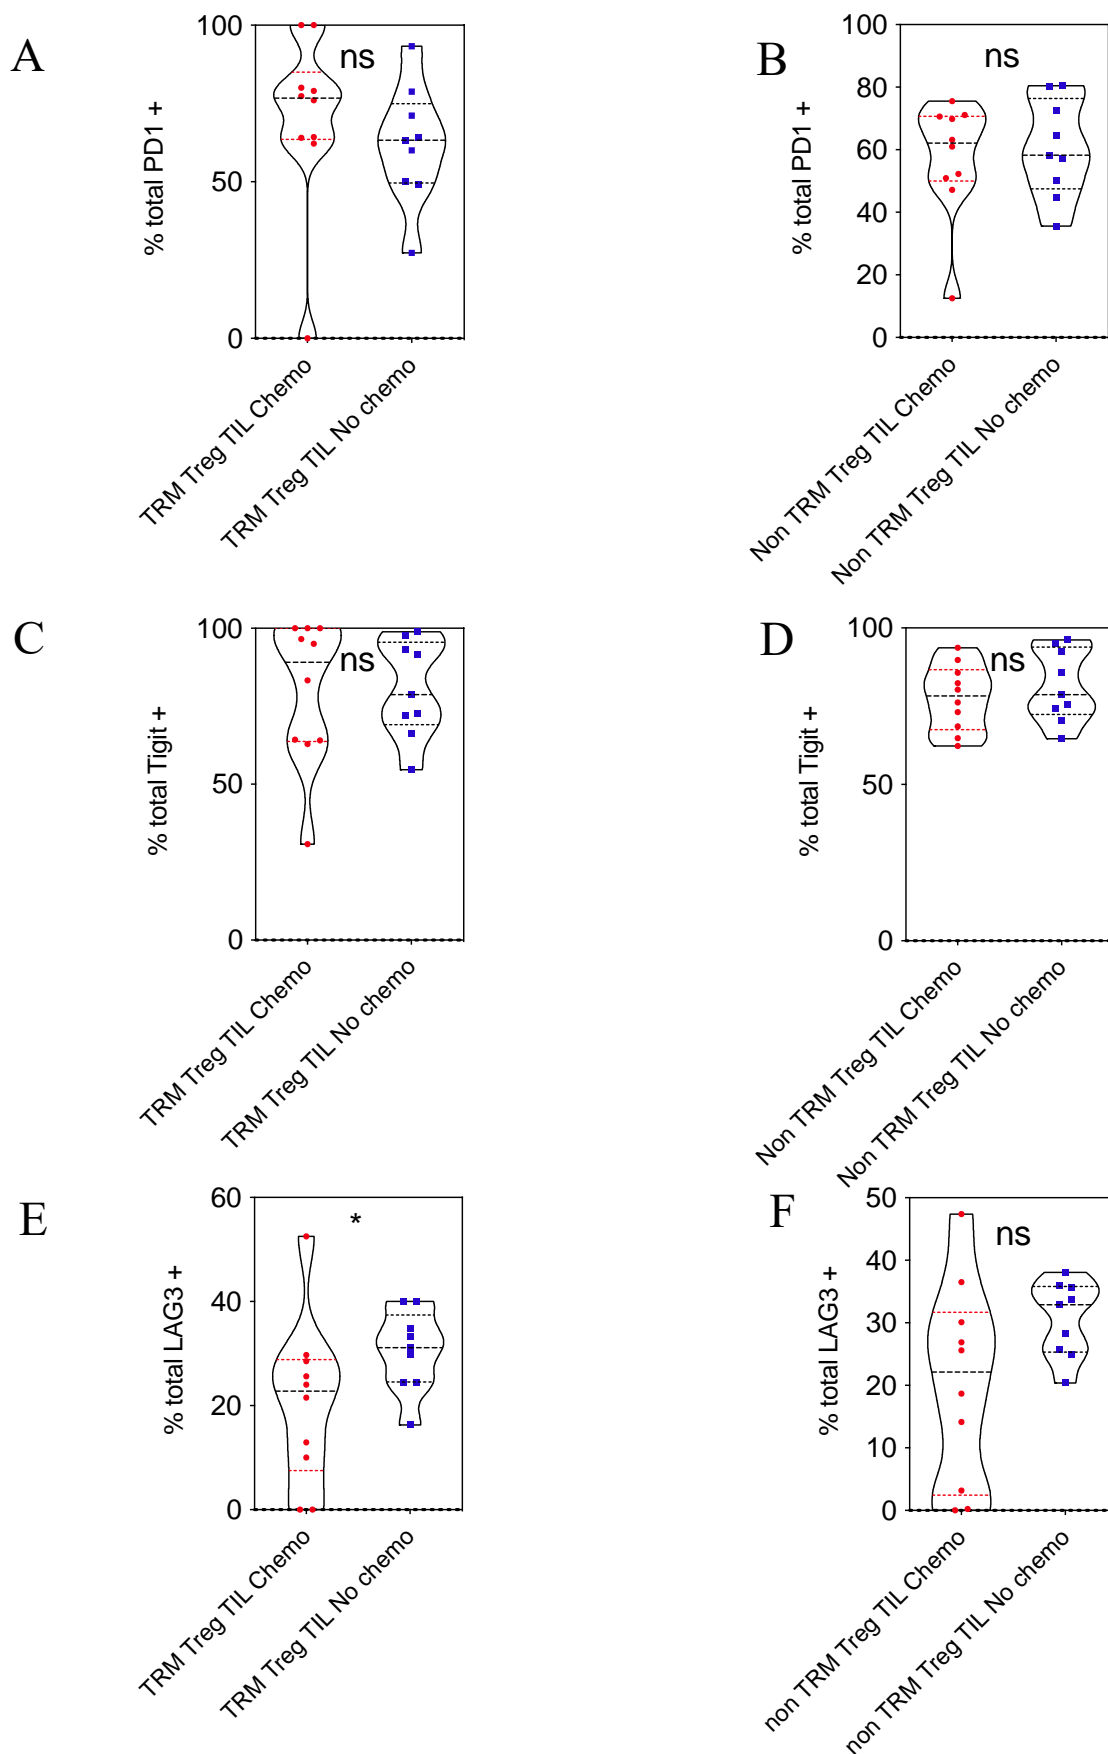 A
% total PD1 +
100
50
0
ns
TRM Treg TIL Chemo
TRM Treg TIL No chemo
B
% total PD1 +
100
80
60
40
20
0
ns
Non TRM Treg TIL Chemo
Non TRM Treg TIL No chemo
C
% total Tigit +
100
50
0
ns
TRM Treg TIL Chemo
TRM Treg TIL No chemo
D
% total Tigit +
100
50
0
ns
Non TRM Treg TIL Chemo
Non TRM Treg TIL No chemo
E
% total LAG3 +
60
40
20
0
*
TRM Treg TIL Chemo
TRM Treg TIL No chemo
F
% total LAG3 +
50
40
30
20
10
0
ns
non TRM Treg TIL Chemo
non TRM Treg TIL No chemo